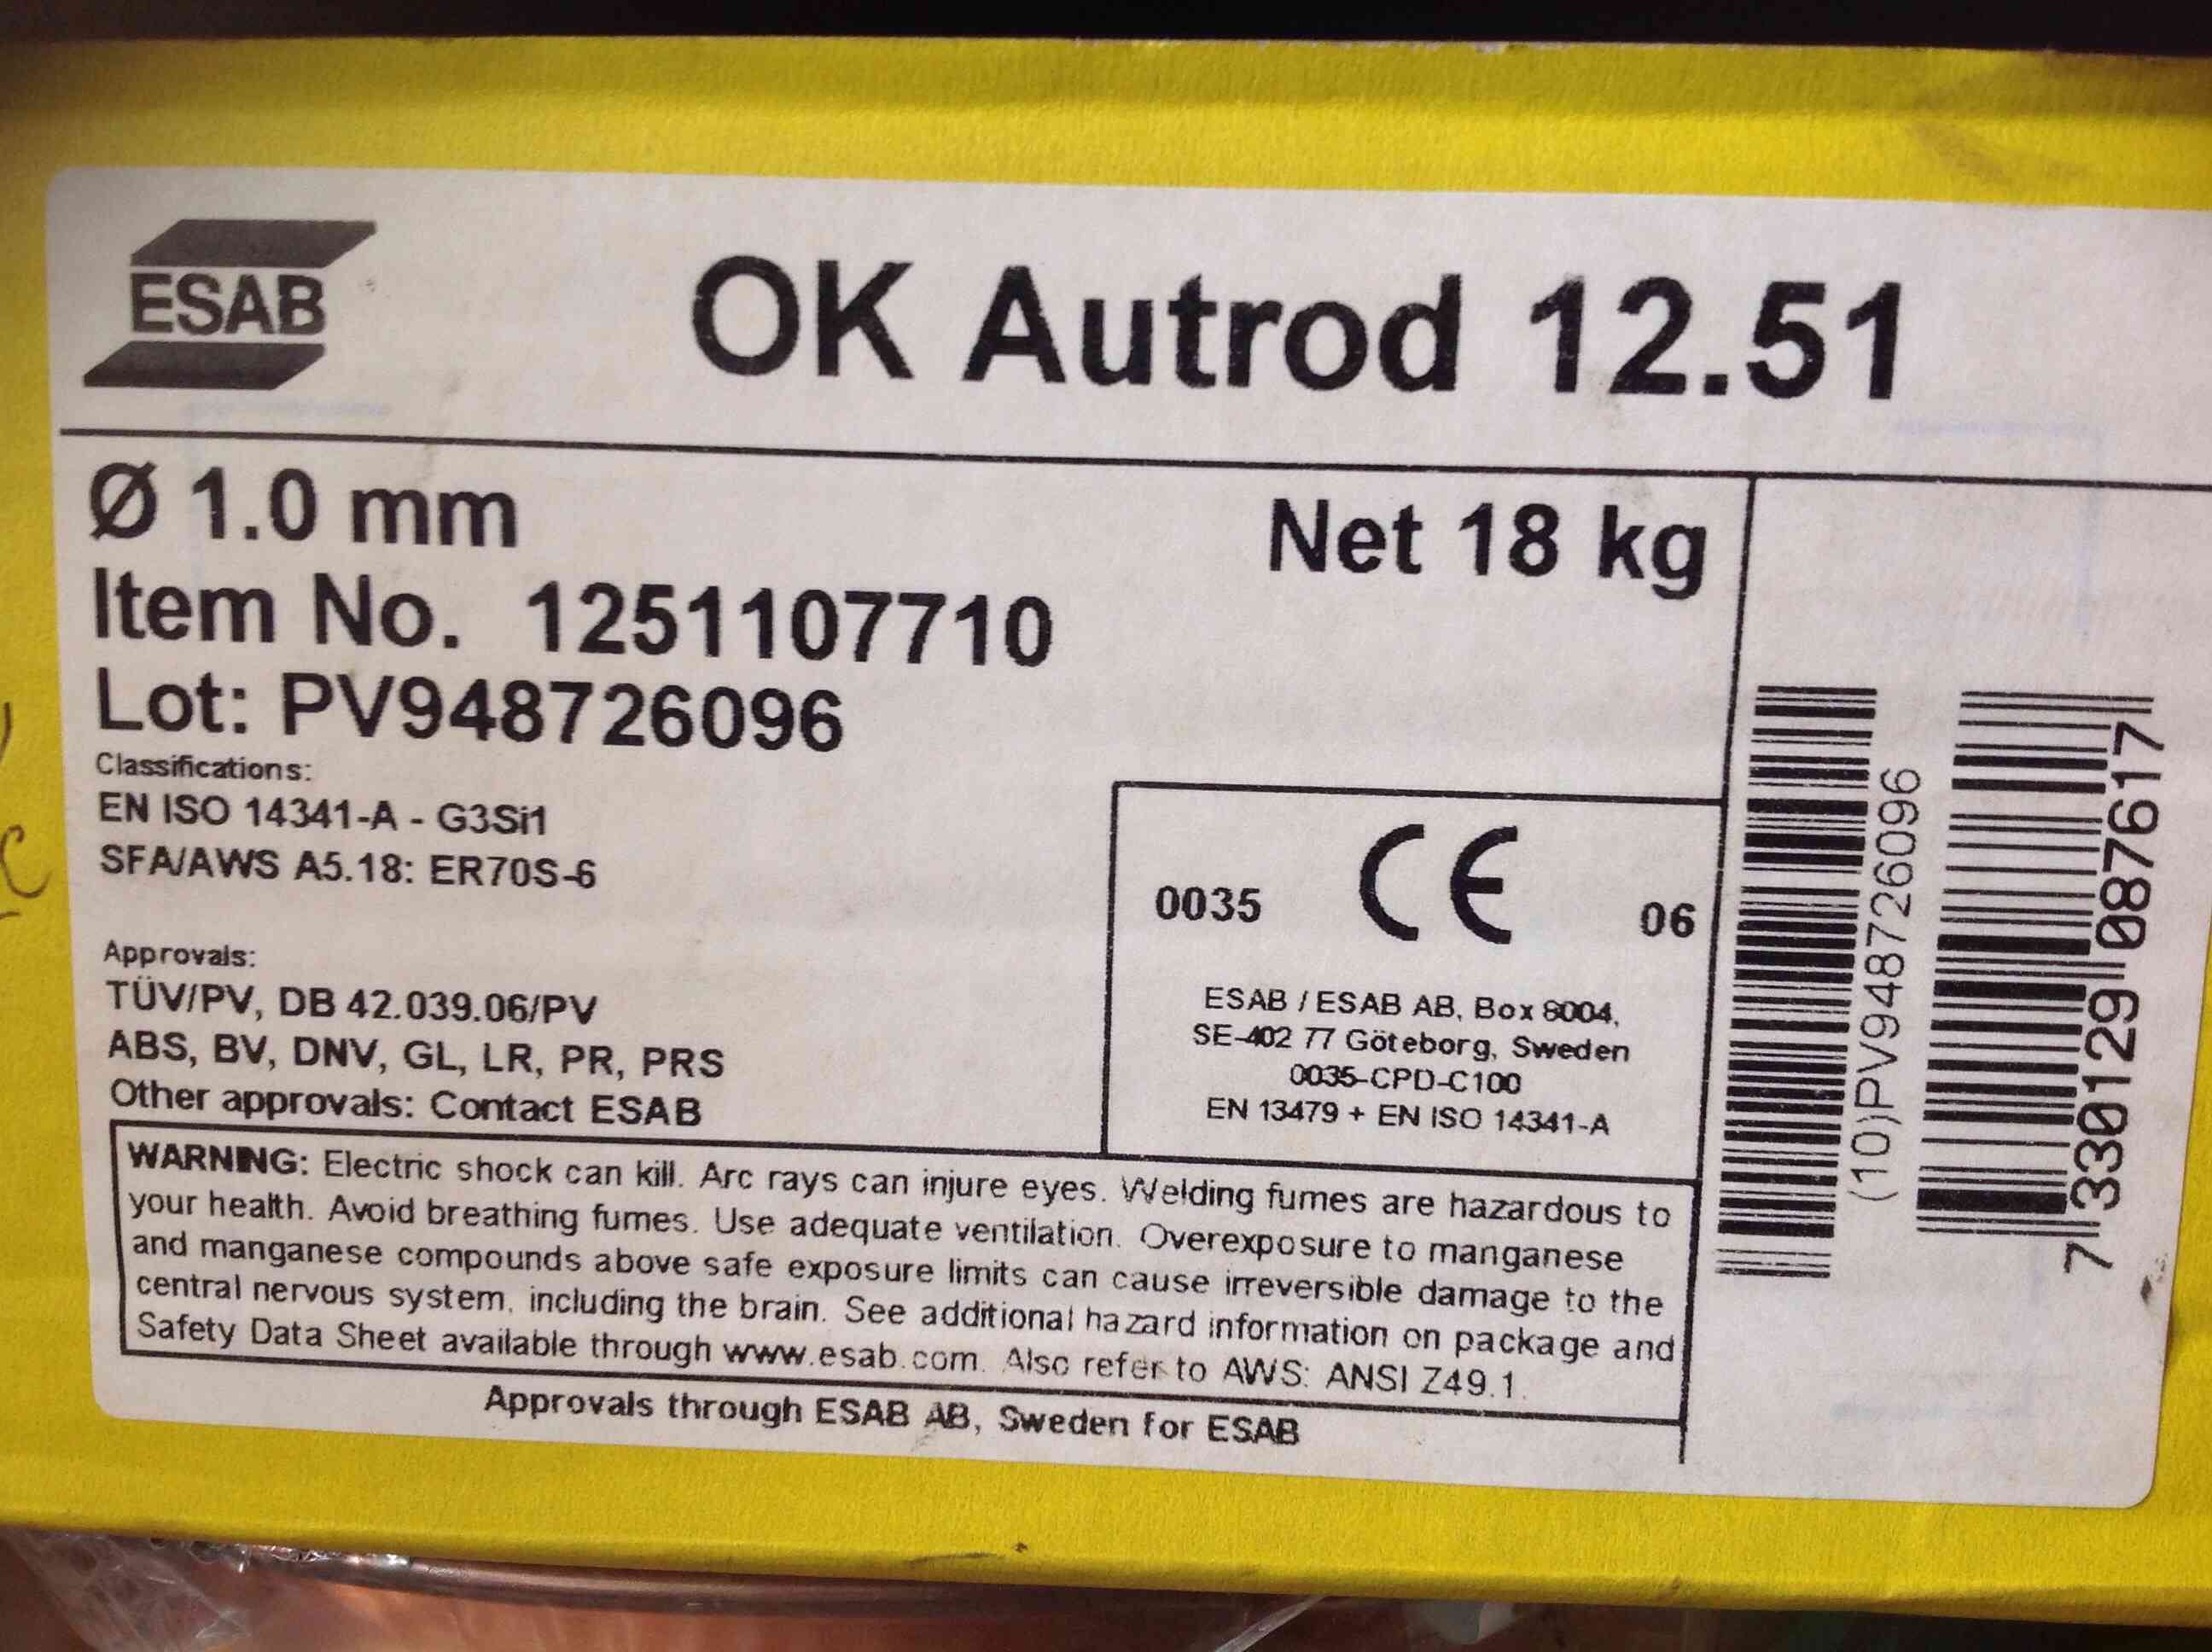 ESAB
OK Autrod 12.51
Ø 1.0 mm
Net 18 kg
Item No. 1251107710
Lot: PV948726096
Classifications:
EN ISO 14341-A - G3Si1
SFA/AWS A5.18: ER70S-6
Approvals:
TÜV/PV, DB 42.039.06/PV
ABS, BV, DNV, GL, LR, PR, PRS
Other approvals: Contact ESAB
0035 CE 06
ESAB / ESAB AB, Box 8004,
SE-402 77 Göteborg, Sweden
0035-CPD-C100
EN 13479 + EN ISO 14341-A
WARNING: Electric shock can kill. Arc rays can injure eyes. Welding fumes are hazardous to
your health. Avoid breathing fumes. Use adequate ventilation. Overexposure to manganese
and manganese compounds above safe exposure limits can cause irreversible damage to the
central nervous system, including the brain. See additional hazard information on package and
Safety Data Sheet available through www.esab.com. Also refer to AWS: ANSI Z49.1.
Approvals through ESAB AB, Sweden for ESAB
(10)PV948726096
7 330129 087617